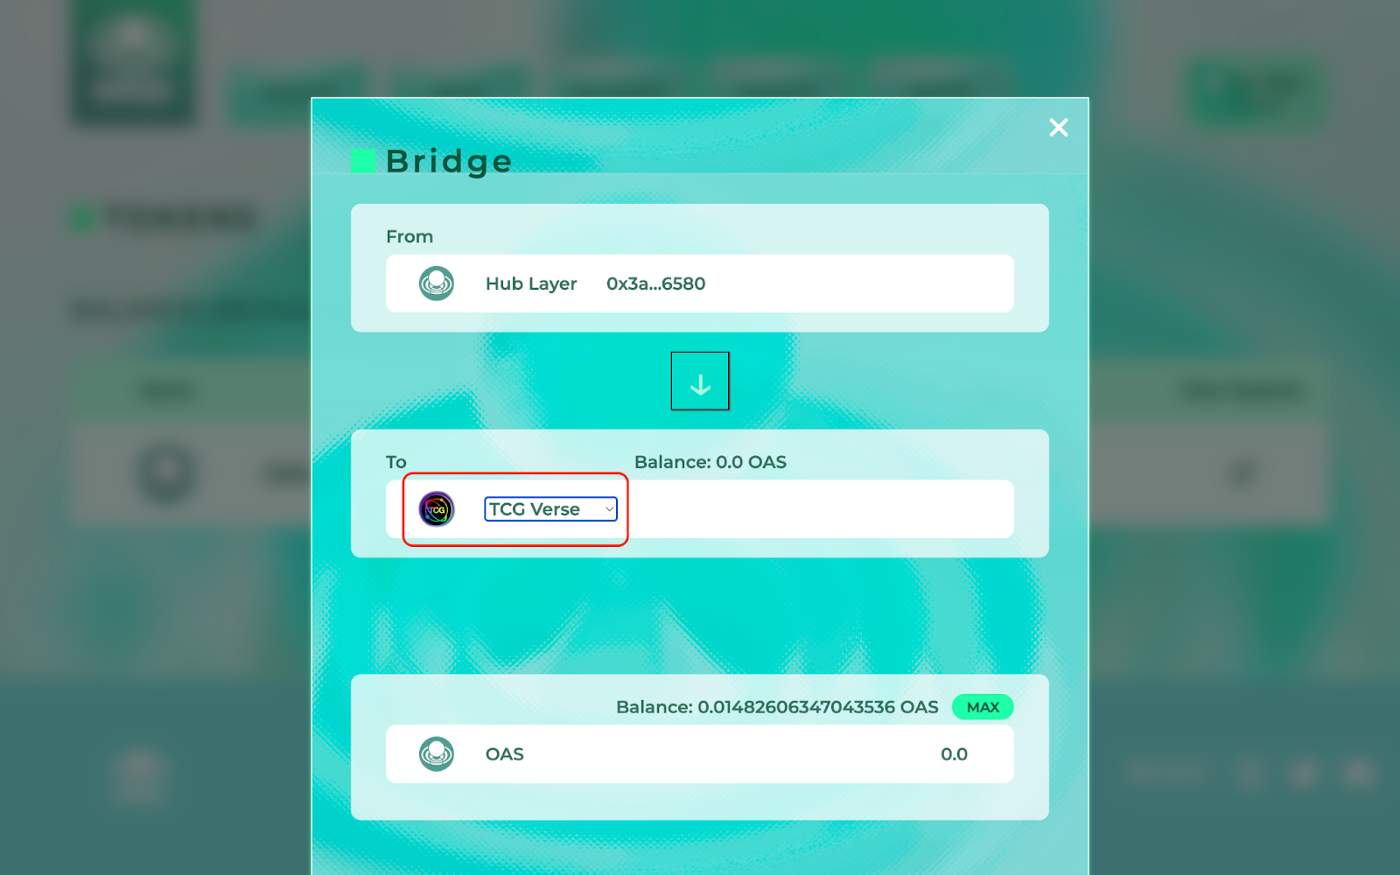 Bridge
From
Hub Layer 0x3a...6580
To Balance: 0.0 OAS
TCG TCG Verse
Balance: 0.01482606347043536 OAS MAX
OAS 0.0